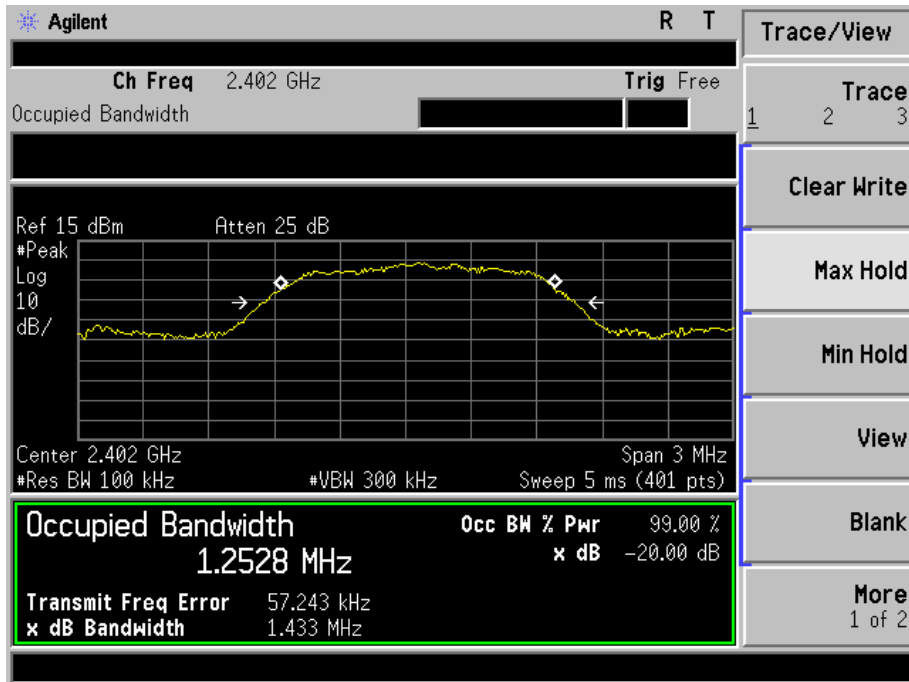 Agilent R T
Ch Freq 2.402 GHz Trig Free
Occupied Bandwidth
Ref 15 dBm Atten 25 dB
#Peak
Log
10
dB/
Center 2.402 GHz Span 3 MHz
#Res BW 100 kHz #VBW 300 kHz Sweep 5 ms (401 pts)
Occupied Bandwidth Occ BW % Pwr 99.00 %
1.2528 MHz x dB -20.00 dB
Transmit Freq Error 57.243 kHz
x dB Bandwidth 1.433 MHz
Trace/View
Trace
1 2 3
Clear Write
Max Hold
Min Hold
View
Blank
More
1 of 2